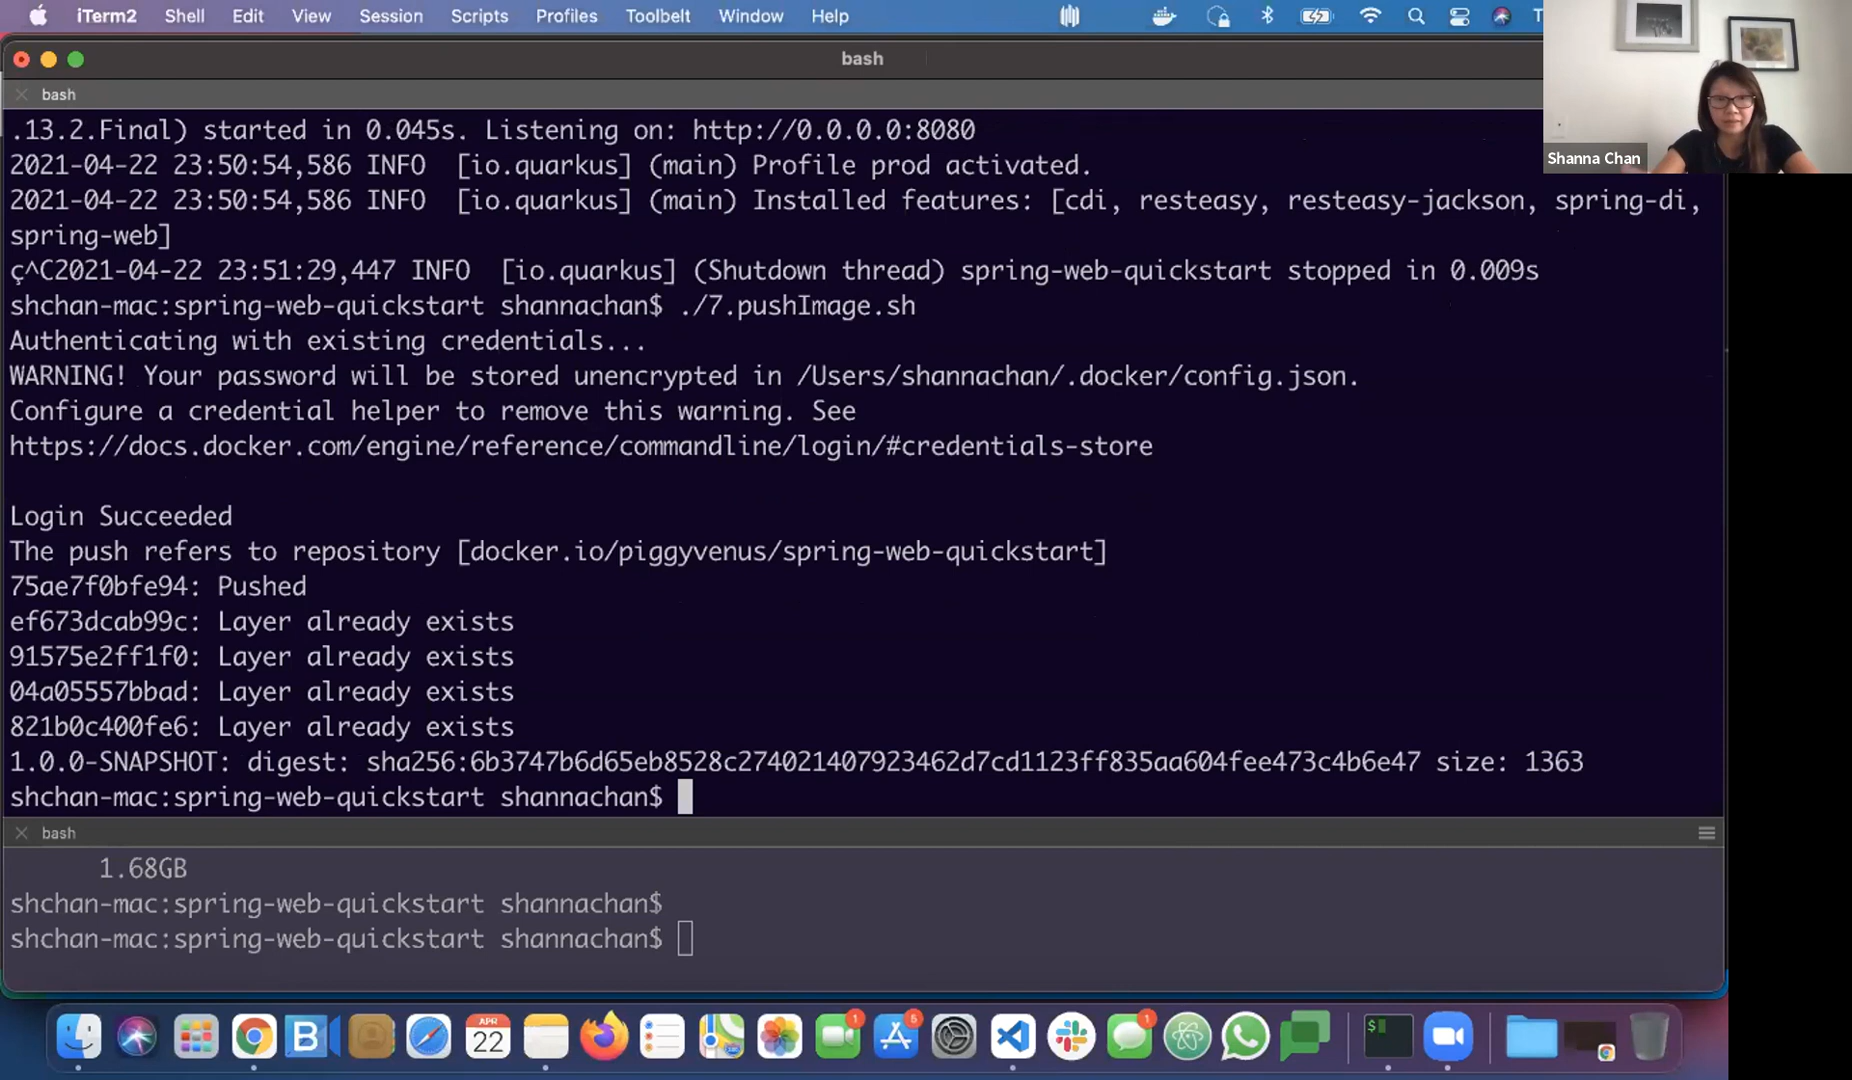 iTerm2 Shell Edit View Session Scripts Profiles Toolbelt Window Help
bash
bash
.13.2.Final) started in 0.045s. Listening on: http://0.0.0.0:8080
2021-04-22 23:50:54,586 INFO  [io.quarkus] (main) Profile prod activated.
2021-04-22 23:50:54,586 INFO  [io.quarkus] (main) Installed features: [cdi, resteasy, resteasy-jackson, spring-di,
spring-web]
ç^C2021-04-22 23:51:29,447 INFO  [io.quarkus] (Shutdown thread) spring-web-quickstart stopped in 0.009s
shchan-mac:spring-web-quickstart shannachan$ ./7.pushImage.sh
Authenticating with existing credentials...
WARNING! Your password will be stored unencrypted in /Users/shannachan/.docker/config.json.
Configure a credential helper to remove this warning. See
https://docs.docker.com/engine/reference/commandline/login/#credentials-store
Login Succeeded
The push refers to repository [docker.io/piggyvenus/spring-web-quickstart]
75ae7f0bfe94: Pushed
ef673dcab99c: Layer already exists
91575e2ff1f0: Layer already exists
04a05557bbad: Layer already exists
821b0c400fe6: Layer already exists
1.0.0-SNAPSHOT: digest: sha256:6b3747b6d65eb8528c274021407923462d7cd1123ff835aa604fee473c4b6e47 size: 1363
shchan-mac:spring-web-quickstart shannachan$
bash
1.68GB
shchan-mac:spring-web-quickstart shannachan$
shchan-mac:spring-web-quickstart shannachan$
Shanna Chan
APR
22
1
5
1
$